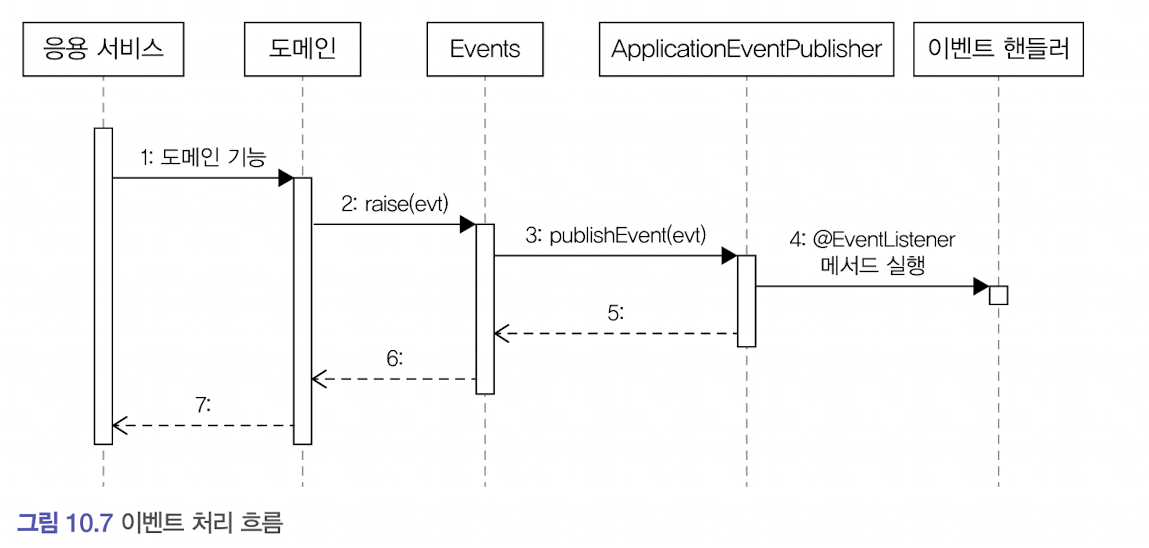 응용 서비스
도메인
Events
ApplicationEventPublisher
이벤트 핸들러
1: 도메인 기능
2: raise(evt)
3: publishEvent(evt)
4: @EventListener
메서드 실행
5:
6:
7:
그림 10.7 이벤트 처리 흐름